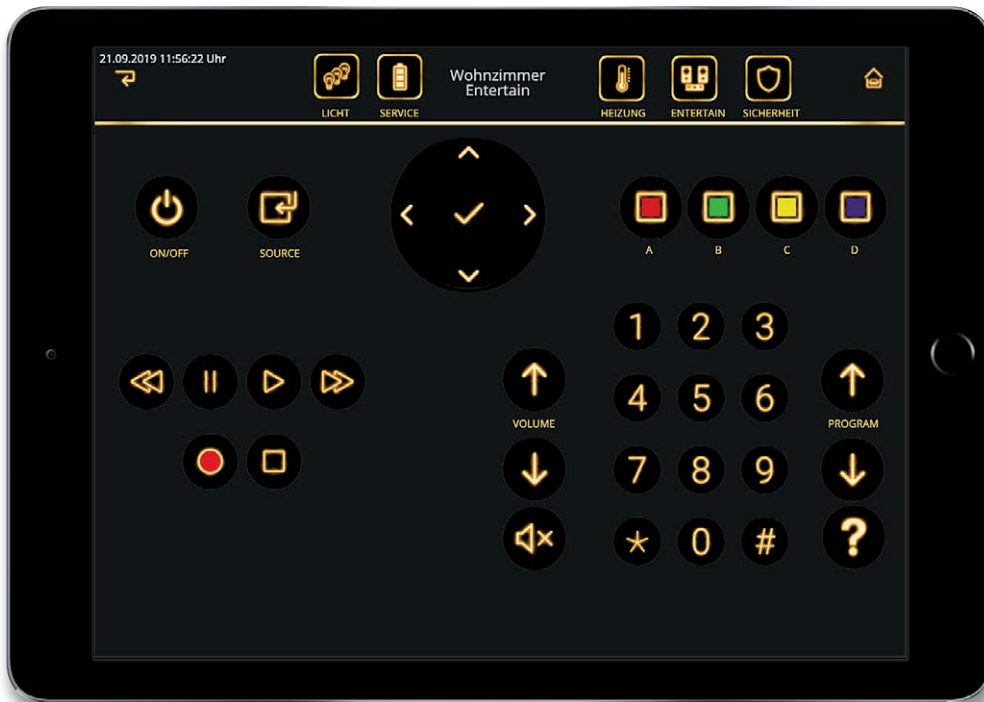 21.09.2019 11:56:22 Uhr
Wohnzimmer
Entertain
LICHT
SERVICE
HEIZUNG
ENTERTAIN
SICHERHEIT
ON/OFF
SOURCE
A
B
C
D
1 2 3
4 5 6
VOLUME
PROGRAM
7 8 9
* 0 #
?